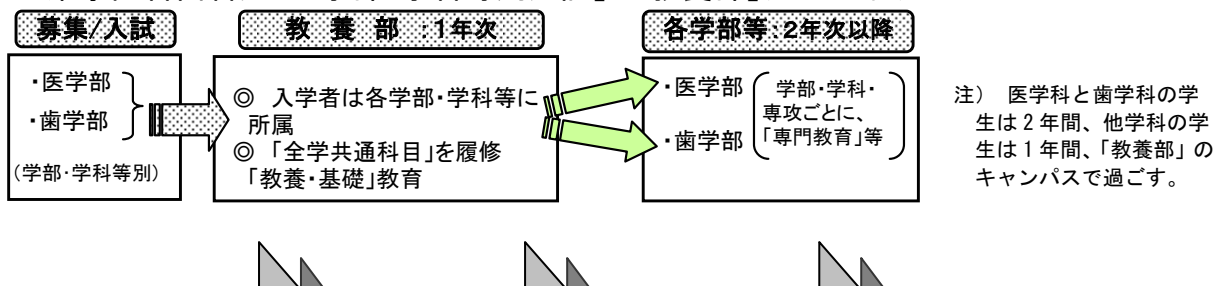 募集/入試
教 養 部 :1年次
各学部等:2年次以降
・医学部
・歯学部
(学部・学科等別)
◎ 入学者は各学部・学科等に
所属
◎ 「全学共通科目」を履修
「教養・基礎」教育
・医学部
・歯学部
学部・学科・
専攻ごとに、
「専門教育」等
注) 医学科と歯学科の学
生は2年間、他学科の学
生は1年間、「教養部」の
キャンパスで過ごす。